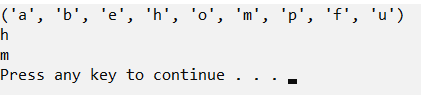 ('a', 'b', 'e', 'h', 'o', 'm', 'p', 'f', 'u')
h
m
Press any key to continue . . .